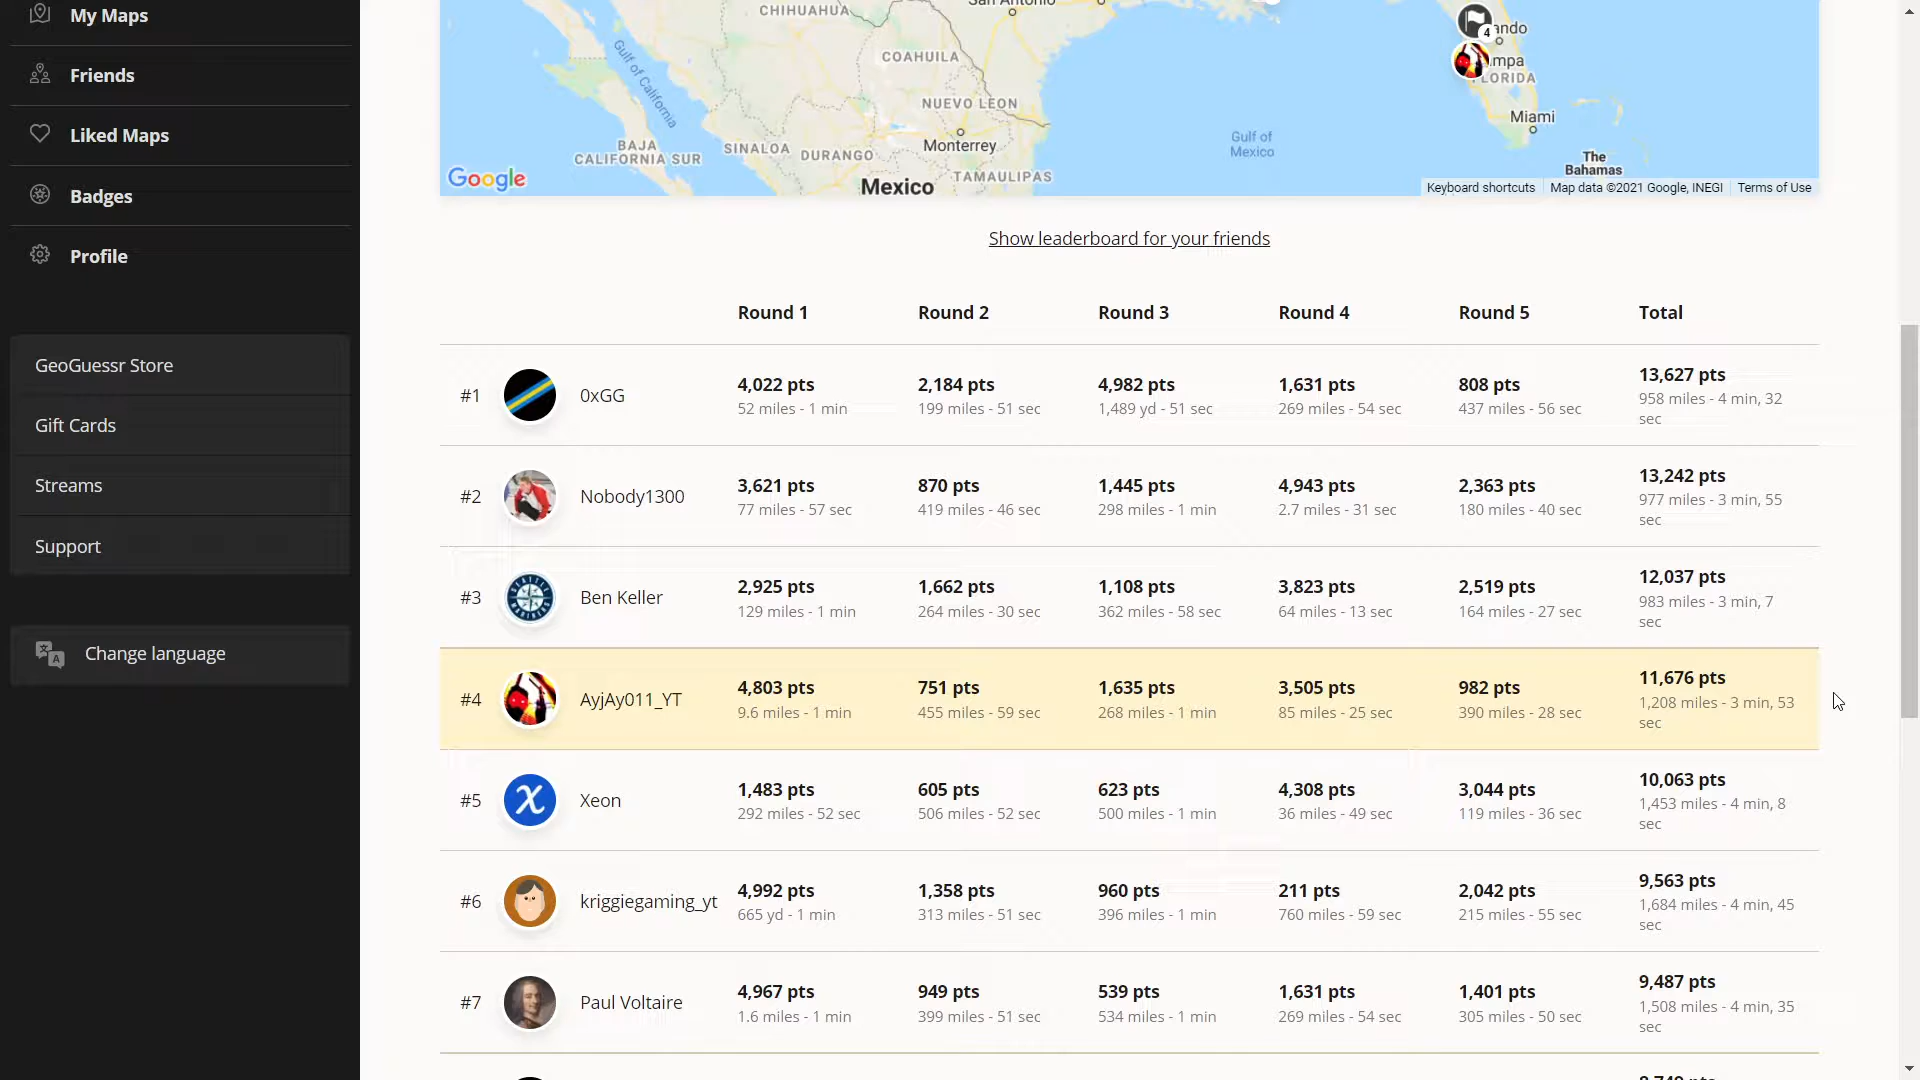 My Maps
Friends
Liked Maps
Badges
Profile
GeoGuessr Store
Gift Cards
Streams
Support
Change language
CHIHUAHUA
COAHUILA
Gulf of California
NUEVO LEON
BAJA
CALIFORNIA SUR
SINALOA
DURANGO
Monterrey
TAMAULIPAS
Mexico
Gulf of
Mexico
4
ando
mpa
FLORIDA
Miami
The
Bahamas
Google
Keyboard shortcuts
Map data ©2021 Google, INEGI
Terms of Use
Show leaderboard for your friends
Round 1 Round 2 Round 3 Round 4 Round 5 Total
#1 0xGG 4,022 pts 2,184 pts 4,982 pts 1,631 pts 808 pts 13,627 pts
52 miles - 1 min 199 miles - 51 sec 1,489 yd - 51 sec 269 miles - 54 sec 437 miles - 56 sec 958 miles - 4 min, 32
sec
#2 Nobody1300 3,621 pts 870 pts 1,445 pts 4,943 pts 2,363 pts 13,242 pts
77 miles - 57 sec 419 miles - 46 sec 298 miles - 1 min 2.7 miles - 31 sec 180 miles - 40 sec 977 miles - 3 min, 55
sec
#3 Ben Keller 2,925 pts 1,662 pts 1,108 pts 3,823 pts 2,519 pts 12,037 pts
129 miles - 1 min 264 miles - 30 sec 362 miles - 58 sec 64 miles - 13 sec 164 miles - 27 sec 983 miles - 3 min, 7
sec
#4 AyjAy011_YT 4,803 pts 751 pts 1,635 pts 3,505 pts 982 pts 11,676 pts
9.6 miles - 1 min 455 miles - 59 sec 268 miles - 1 min 85 miles - 25 sec 390 miles - 28 sec 1,208 miles - 3 min, 53
sec
#5 Xeon 1,483 pts 605 pts 623 pts 4,308 pts 3,044 pts 10,063 pts
292 miles - 52 sec 506 miles - 52 sec 500 miles - 1 min 36 miles - 49 sec 119 miles - 36 sec 1,453 miles - 4 min, 8
sec
#6 kriggiegaming_yt 4,992 pts 1,358 pts 960 pts 211 pts 2,042 pts 9,563 pts
665 yd - 1 min 313 miles - 51 sec 396 miles - 1 min 760 miles - 59 sec 215 miles - 55 sec 1,684 miles - 4 min, 45
sec
#7 Paul Voltaire 4,967 pts 949 pts 539 pts 1,631 pts 1,401 pts 9,487 pts
1.6 miles - 1 min 399 miles - 51 sec 534 miles - 1 min 269 miles - 54 sec 305 miles - 50 sec 1,508 miles - 4 min, 35
sec